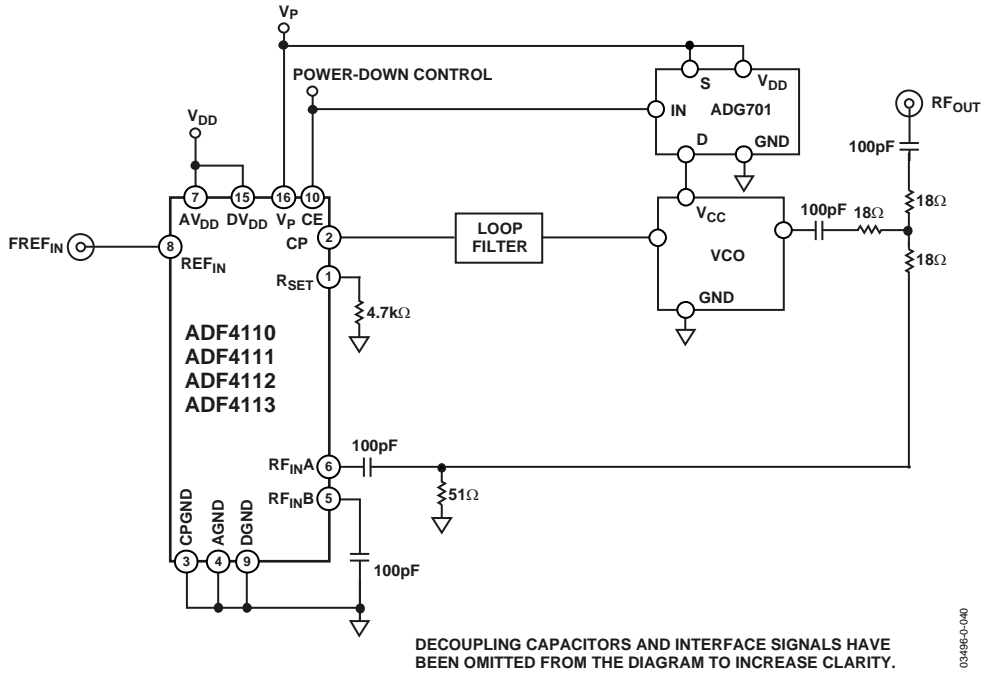 VP
POWER-DOWN CONTROL
S
VDD
IN
ADG701
RFOUT
VDD
D
GND
100pF
7
15
16
10
AVDD
DVDD
VP
CE
VCC
100pF
18Ω
18Ω
FREFIN
8
CP
2
LOOP
FILTER
VCO
REFIN
RSET
1
18Ω
GND
4.7kΩ
ADF4110
ADF4111
ADF4112
ADF4113
100pF
RFINA
6
RFINB
5
51Ω
CPGND
AGND
DGND
3
4
9
100pF
DECOUPLING CAPACITORS AND INTERFACE SIGNALS HAVE
BEEN OMITTED FROM THE DIAGRAM TO INCREASE CLARITY.
03496-0-040